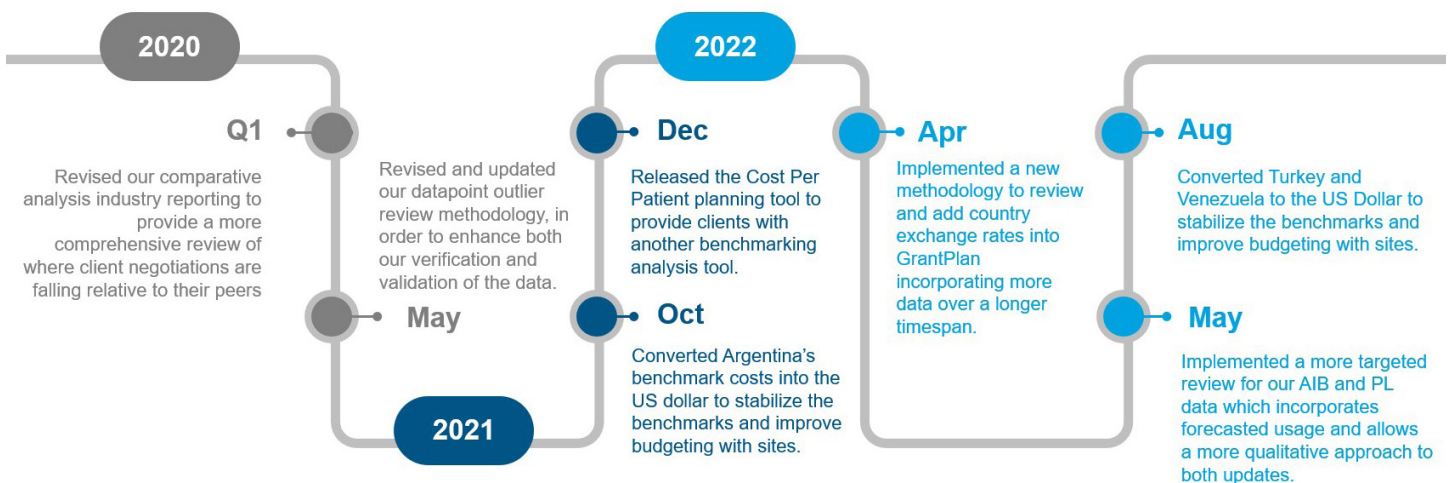 2020
Q1
Revised our comparative
analysis industry reporting to
provide a more
comprehensive review of
where client negotiations are
falling relative to their peers
May
Revised and updated
our datapoint outlier
review methodology, in
order to enhance both
our verification and
validation of the data.
2021
Oct
Converted Argentina's
benchmark costs into the
US dollar to stabilize the
benchmarks and improve
budgeting with sites.
Dec
Released the Cost Per
Patient planning tool to
provide clients with
another benchmarking
analysis tool.
2022
Apr
Implemented a new
methodology to review
and add country
exchange rates into
GrantPlan
incorporating more
data over a longer
timespan.
May
Implemented a more targeted
review for our AIB and PL
data which incorporates
forecasted usage and allows
a more qualitative approach to
both updates.
Aug
Converted Turkey and
Venezuela to the US Dollar to
stabilize the benchmarks and
improve budgeting with sites.